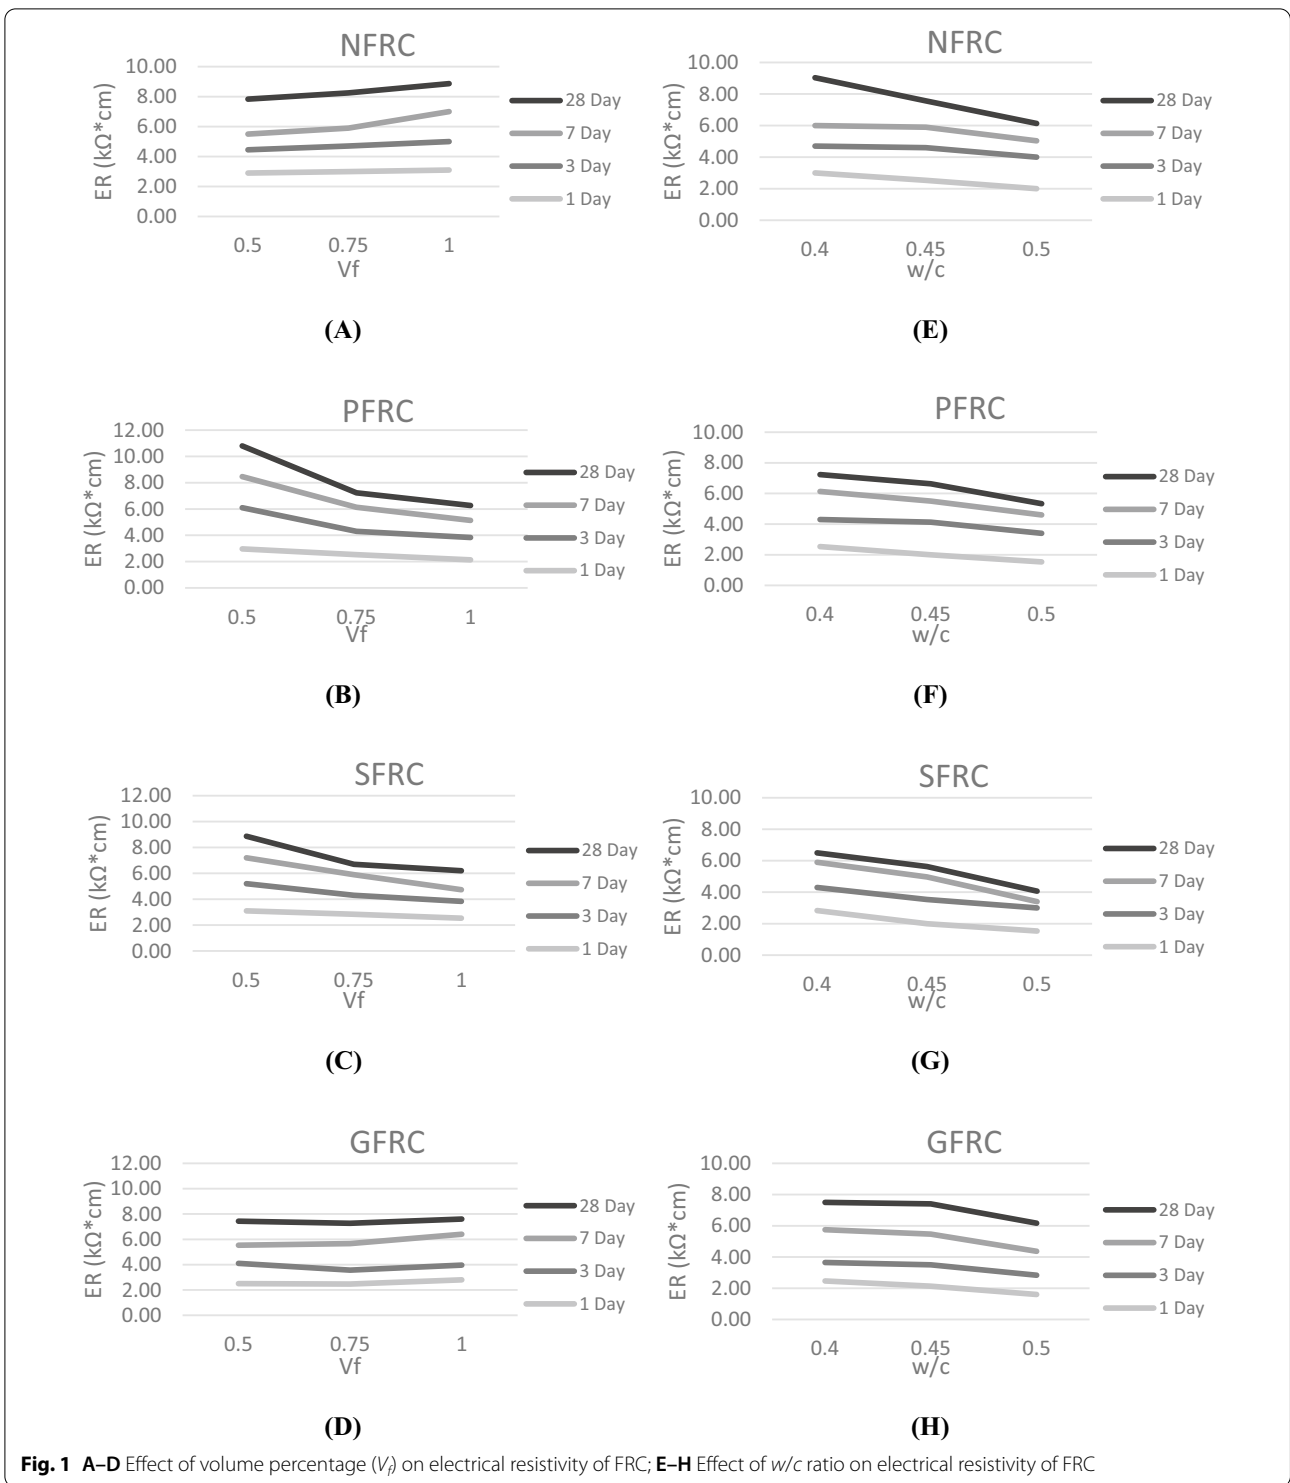 NFRC
10.00
8.00
6.00
4.00
2.00
0.00
ER (kΩ*cm)
0.5 0.75 1
Vf
28 Day
7 Day
3 Day
1 Day
(A)
NFRC
10.00
8.00
6.00
4.00
2.00
0.00
ER (kΩ*cm)
0.4 0.45 0.5
w/c
28 Day
7 Day
3 Day
1 Day
(E)
PFRC
12.00
10.00
8.00
6.00
4.00
2.00
0.00
ER (kΩ*cm)
0.5 0.75 1
Vf
28 Day
7 Day
3 Day
1 Day
(B)
PFRC
10.00
8.00
6.00
4.00
2.00
0.00
ER (kΩ*cm)
0.4 0.45 0.5
w/c
28 Day
7 Day
3 Day
1 Day
(F)
SFRC
12.00
10.00
8.00
6.00
4.00
2.00
0.00
ER (kΩ*cm)
0.5 0.75 1
Vf
28 Day
7 Day
3 Day
1 Day
(C)
SFRC
10.00
8.00
6.00
4.00
2.00
0.00
ER (kΩ*cm)
0.4 0.45 0.5
w/c
28 Day
7 Day
3 Day
1 Day
(G)
GFRC
12.00
10.00
8.00
6.00
4.00
2.00
0.00
ER (kΩ*cm)
0.5 0.75 1
Vf
28 Day
7 Day
3 Day
1 Day
(D)
GFRC
10.00
8.00
6.00
4.00
2.00
0.00
ER (kΩ*cm)
0.4 0.45 0.5
w/c
28 Day
7 Day
3 Day
1 Day
(H)
Fig. 1 A–D Effect of volume percentage (Vf) on electrical resistivity of FRC; E–H Effect of w/c ratio on electrical resistivity of FRC